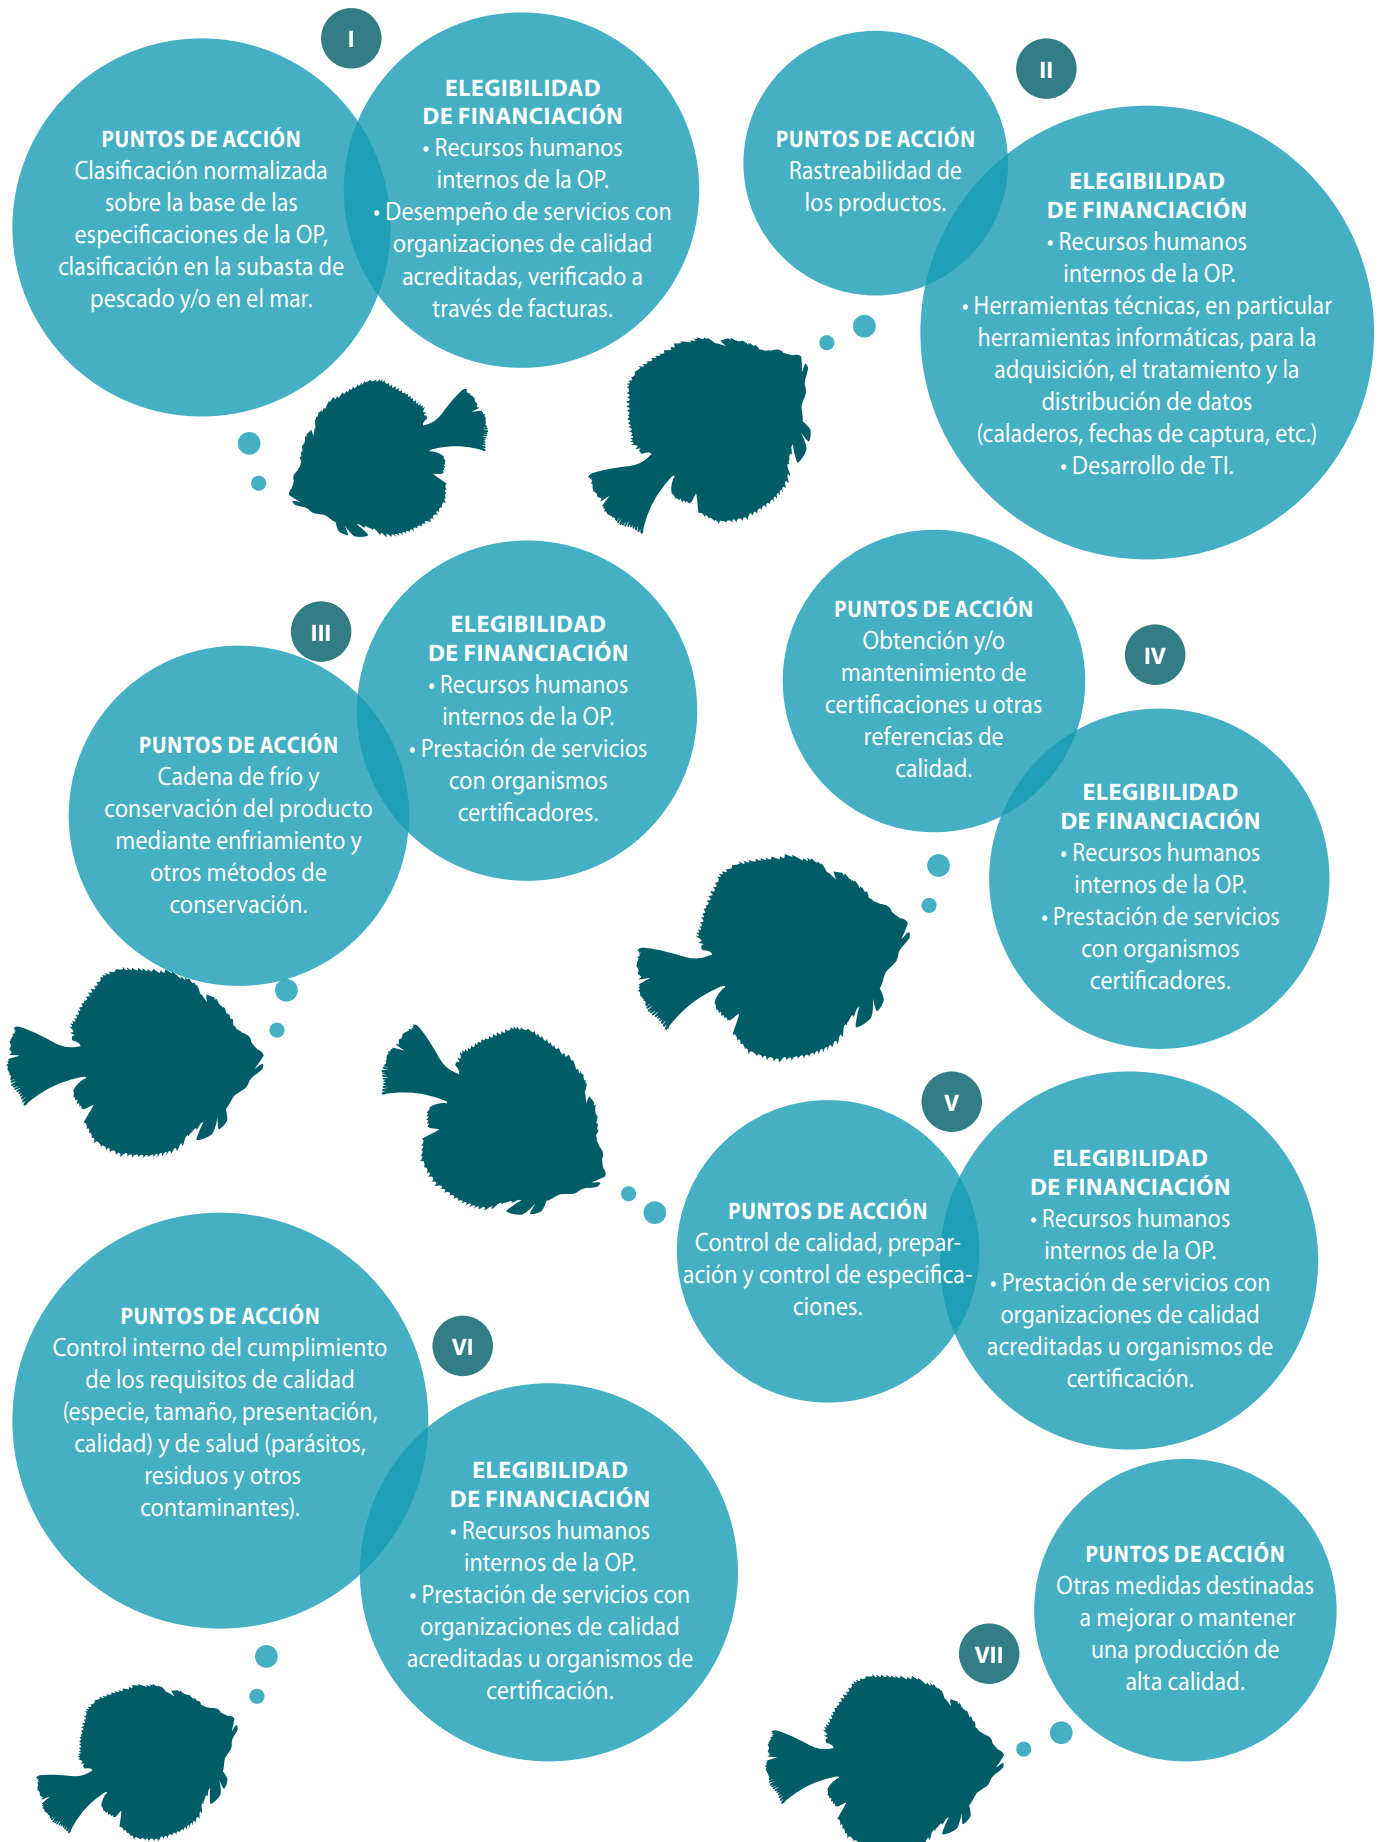 I
PUNTOS DE ACCIÓN
Clasificación normalizada
sobre la base de las
especificaciones de la OP,
clasificación en la subasta de
pescado y/o en el mar.
ELEGIBILIDAD
DE FINANCIACIÓN
• Recursos humanos
internos de la OP.
• Desempeño de servicios con
organizaciones de calidad
acreditadas, verificado a
través de facturas.
II
PUNTOS DE ACCIÓN
Rastreabilidad de
los productos.
ELEGIBILIDAD
DE FINANCIACIÓN
• Recursos humanos
internos de la OP.
• Herramientas técnicas, en particular
herramientas informáticas, para la
adquisición, el tratamiento y la
distribución de datos
(caladeros, fechas de captura, etc.)
• Desarrollo de TI.
III
PUNTOS DE ACCIÓN
Cadena de frío y
conservación del producto
mediante enfriamiento y
otros métodos de
conservación.
ELEGIBILIDAD
DE FINANCIACIÓN
• Recursos humanos
internos de la OP.
• Prestación de servicios
con organismos
certificadores.
IV
PUNTOS DE ACCIÓN
Obtención y/o
mantenimiento de
certificaciones u otras
referencias de
calidad.
ELEGIBILIDAD
DE FINANCIACIÓN
• Recursos humanos
internos de la OP.
• Prestación de servicios
con organismos
certificadores.
V
PUNTOS DE ACCIÓN
Control de calidad, prepar-
ación y control de especifica-
ciones.
ELEGIBILIDAD
DE FINANCIACIÓN
• Recursos humanos
internos de la OP.
• Prestación de servicios con
organizaciones de calidad
acreditadas u organismos de
certificación.
VI
PUNTOS DE ACCIÓN
Control interno del cumplimiento
de los requisitos de calidad
(especie, tamaño, presentación,
calidad) y de salud (parásitos,
residuos y otros
contaminantes).
ELEGIBILIDAD
DE FINANCIACIÓN
• Recursos humanos
internos de la OP.
• Prestación de servicios con
organizaciones de calidad
acreditadas u organismos de
certificación.
VII
PUNTOS DE ACCIÓN
Otras medidas destinadas
a mejorar o mantener
una producción de
alta calidad.